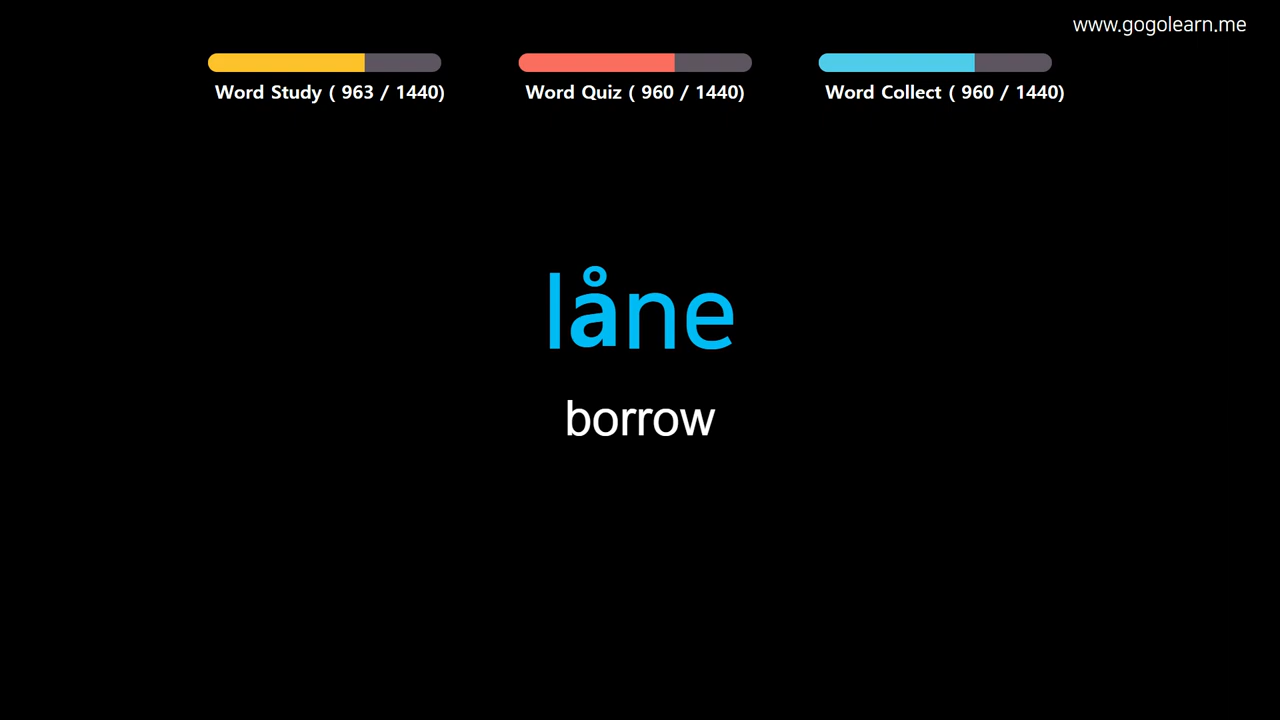 www.gogolearn.me
Word Study ( 963 / 1440)
Word Quiz ( 960 / 1440)
Word Collect ( 960 / 1440)
låne
borrow